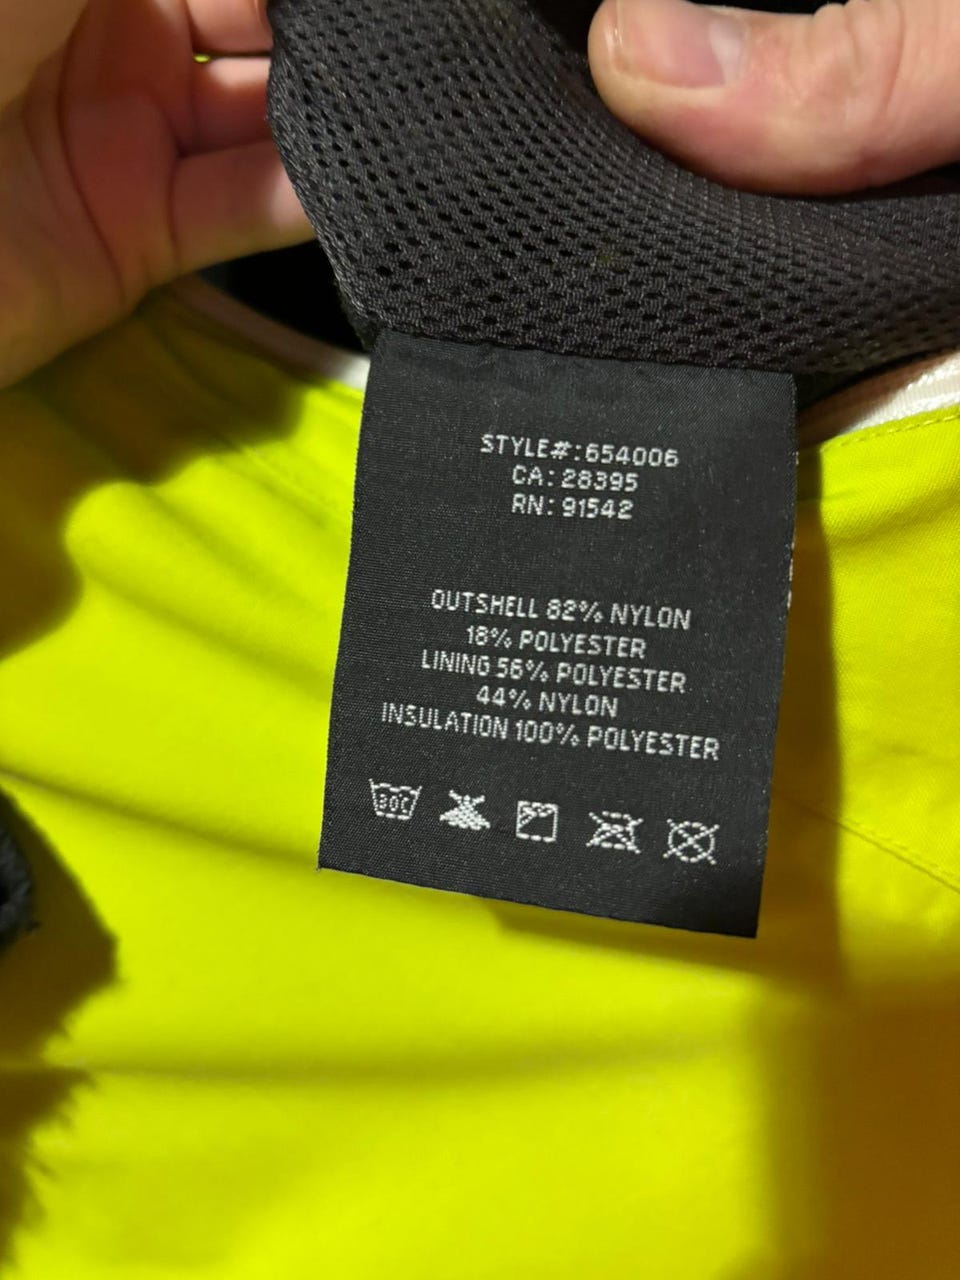 STYLE#:654006
CA: 28395
RN: 91542
OUTSHELL 82% NYLON
18% POLYESTER
LINING 56% POLYESTER
44% NYLON
INSULATION 100% POLYESTER
30C